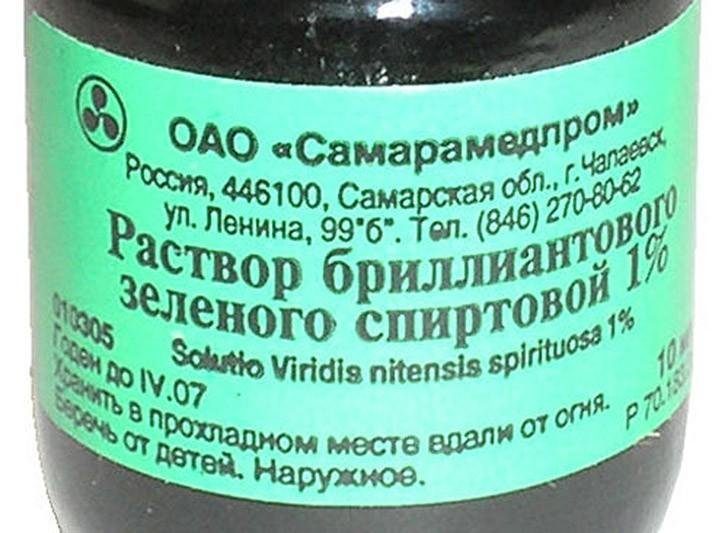 ОАО «Самарамедпром»
Россия, 446100, Самарская обл., г. Чапаевск,
ул. Ленина, 99"б". Тел. (846) 270-80-62
Раствор бриллиантового
зеленого спиртовой 1%
Solutio Viridis nitensis spirituosa 1%
010305
Годен до IV.07
10
Хранить в прохладном месте вдали от огня.
Р 70.
Беречь от детей. Наружное.